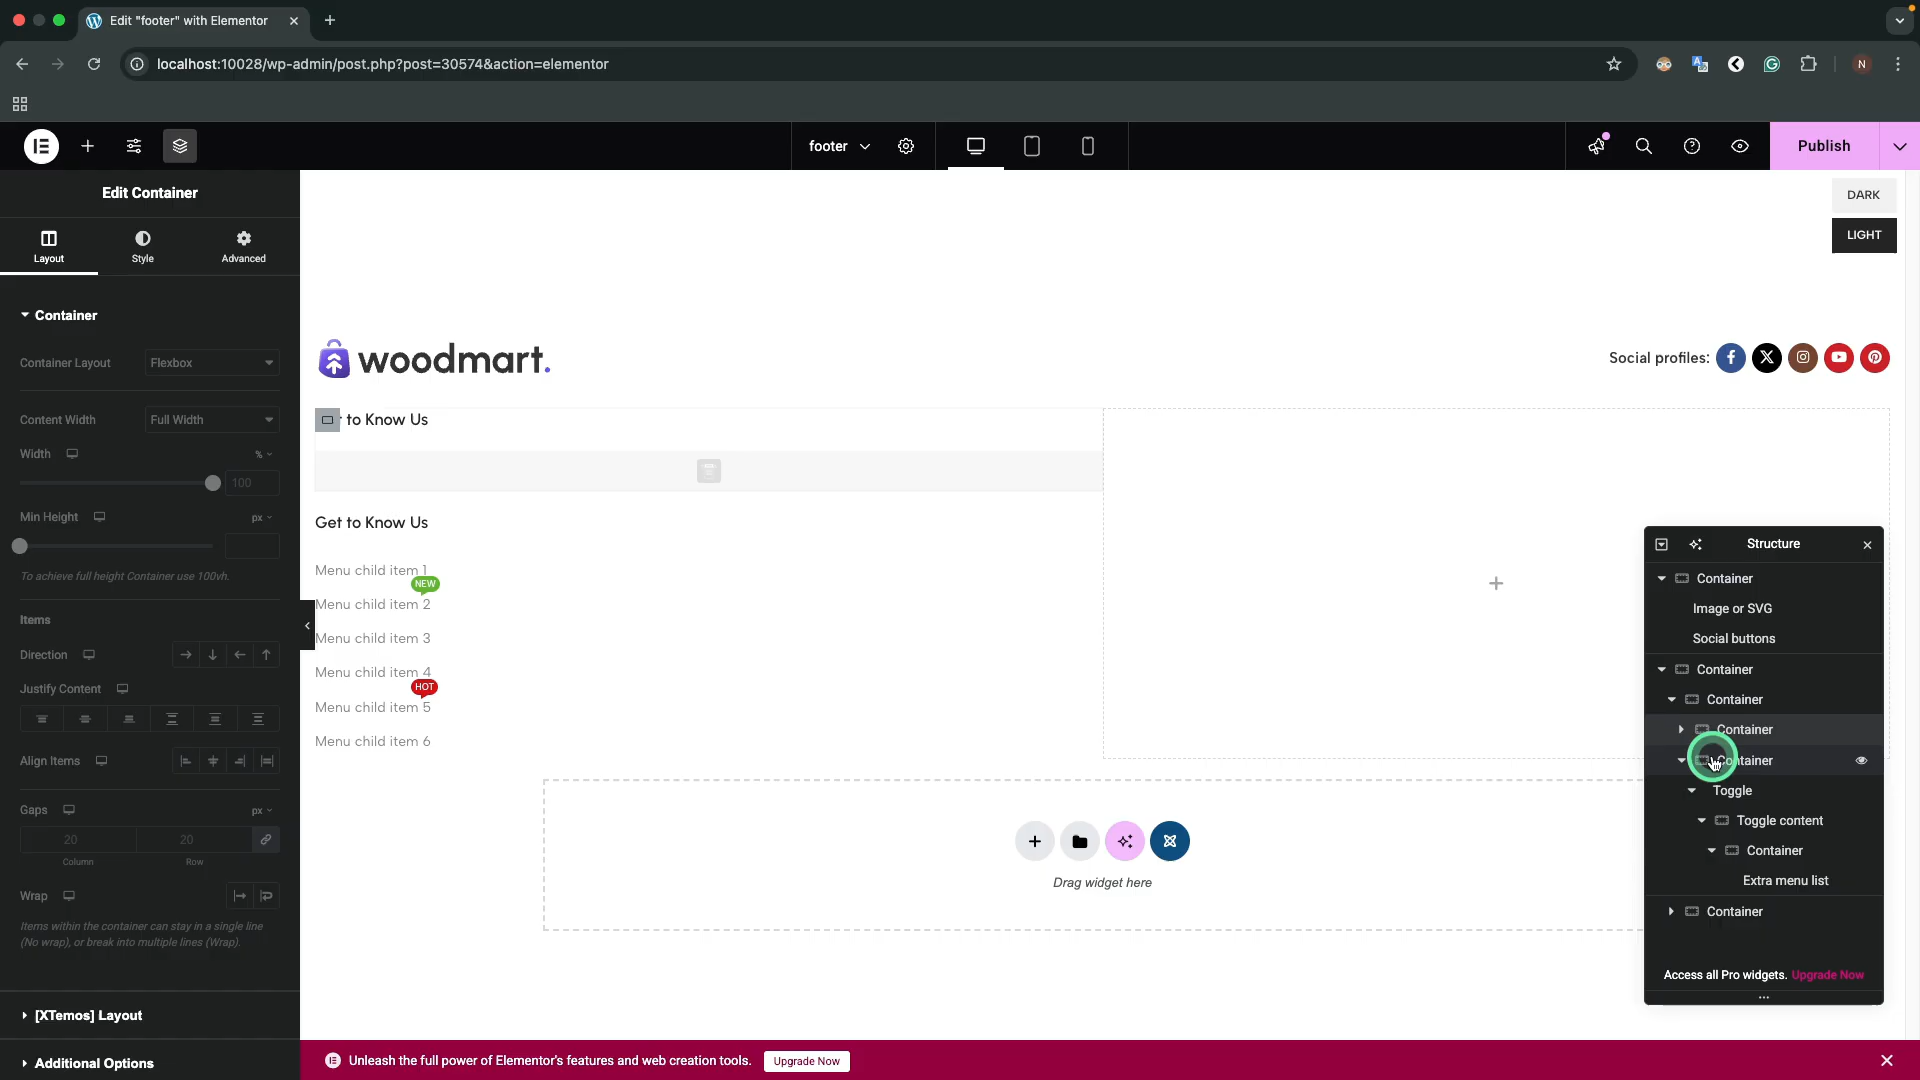 Edit "footer" with Elementor
localhost:10028/wp-admin/post.php?post=30574&action=elementor
N
footer
Publish
Edit Container
Layout
Style
Advanced
Container
Container Layout
Flexbox
Content Width
Full Width
Width
%
100
Min Height
px
To achieve full height Container use 100vh.
Items
Direction
Justify Content
Align Items
Gaps
px
20
20
Column
Row
Wrap
Items within the container can stay in a single line
(No wrap), or break into multiple lines (Wrap).
[XTemos] Layout
Additional Options
DARK
LIGHT
woodmart.
Social profiles:
to Know Us
Get to Know Us
Menu child item 1
NEW
Menu child item 2
Menu child item 3
Menu child item 4
HOT
Menu child item 5
Menu child item 6
Drag widget here
Structure
Container
Image or SVG
Social buttons
Container
Container
Container
Container
Toggle
Toggle content
Container
Extra menu list
Container
Access all Pro widgets. Upgrade Now
Unleash the full power of Elementor's features and web creation tools.
Upgrade Now